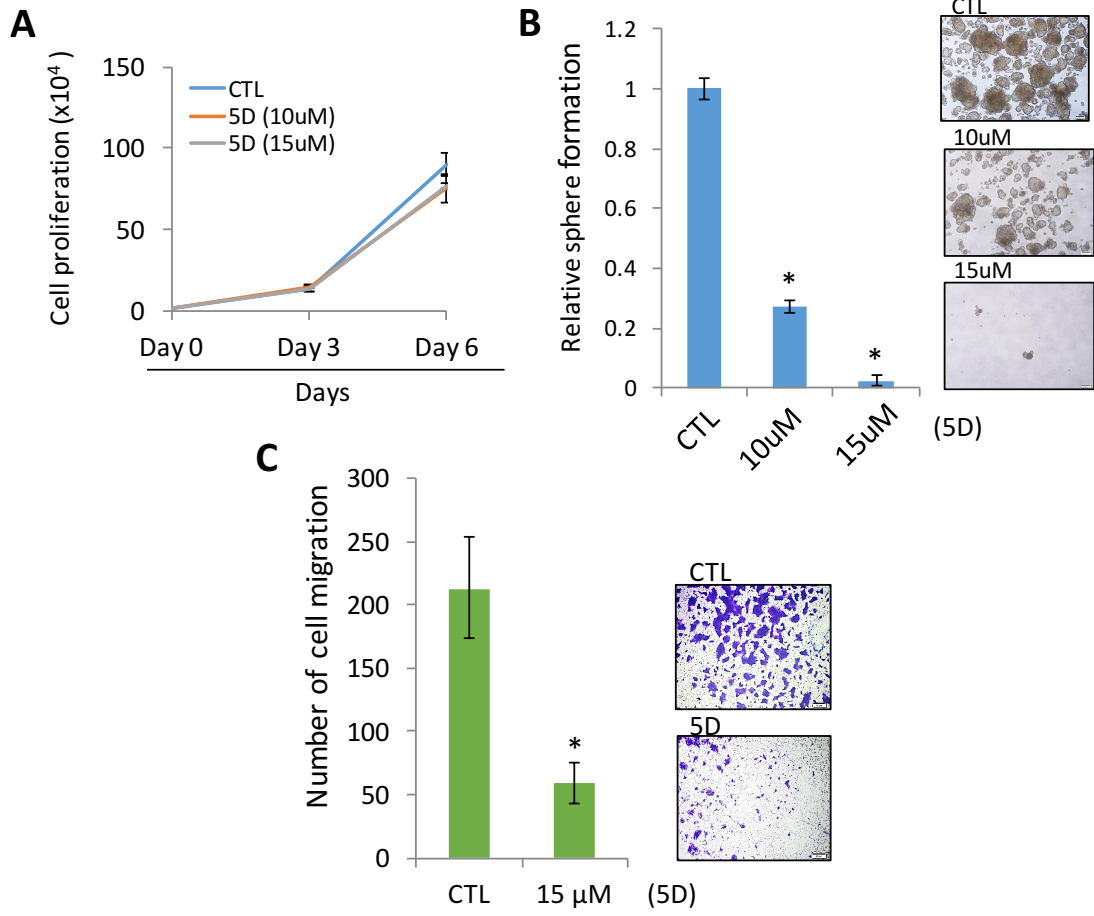 A
Cell proliferation (x10⁴ )
150
100
50
0
CTL
5D (10uM)
5D (15uM)
Day 0 Day 3 Day 6
Days
B
Relative sphere formation
1.2
1
0.8
0.6
0.4
0.2
0
*
*
CTL 10uM 15uM (5D)
CTL
10uM
15uM
C
Number of cell migration
300
250
200
150
100
50
0
*
CTL 15 μM (5D)
CTL
5D